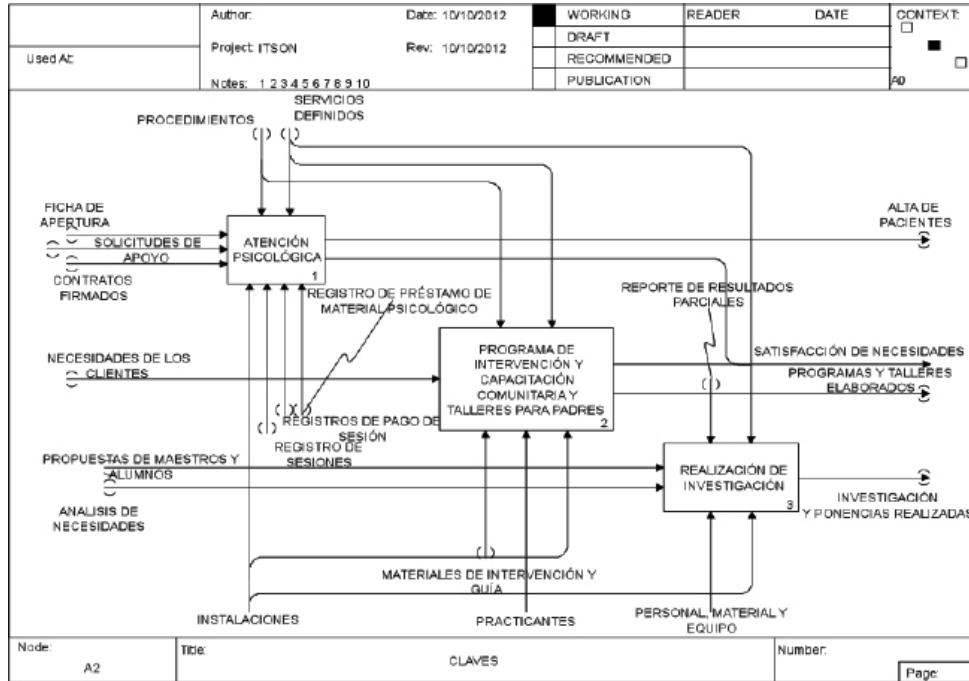 Used At:
Author:
Date: 10/10/2012
Project: ITSON
Rev: 10/10/2012
Notes: 1 2 3 4 5 6 7 8 9 10
WORKING
DRAFT
RECOMMENDED
PUBLICATION
READER
DATE
CONTEXT:
A0
PROCEDIMIENTOS
SERVICIOS
DEFINIDOS
FICHA DE
APERTURA
SOLICITUDES DE
APOYO
CONTRATOS
FIRMADOS
ATENCIÓN
PSICOLÓGICA
1
ALTA DE
PACIENTES
REGISTRO DE PRÉSTAMO DE
MATERIAL PSICOLÓGICO
REPORTE DE RESULTADOS
PARCIALES
NECESIDADES DE LOS
CLIENTES
PROGRAMA DE
INTERVENCIÓN Y
CAPACITACIÓN
COMUNITARIA Y
TALLERES PARA PADRES
2
SATISFACCIÓN DE NECESIDADES
PROGRAMAS Y TALLERES
ELABORADOS
REGISTROS DE PAGO DE
SESIÓN
REGISTRO DE
SESIONES
PROPUESTAS DE MAESTROS Y
ALUMNOS
ANALISIS DE
NECESIDADES
REALIZACIÓN DE
INVESTIGACIÓN
3
INVESTIGACIÓN
Y PONENCIAS REALIZADAS
MATERIALES DE INTERVENCIÓN Y
GUÍA
INSTALACIONES
PRACTICANTES
PERSONAL, MATERIAL Y
EQUIPO
Node:
A2
Title:
CLAVES
Number:
Page: